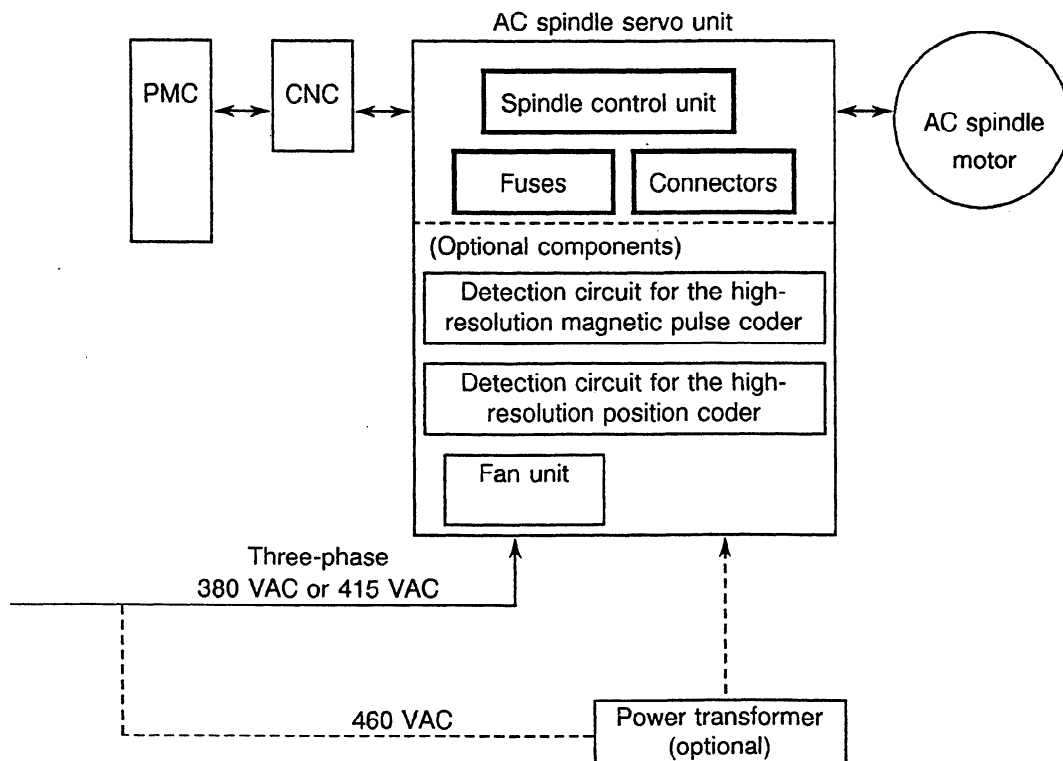 AC spindle servo unit
PMC
CNC
Spindle control unit
Fuses
Connectors
AC spindle
motor
(Optional components)
Detection circuit for the high-
resolution magnetic pulse coder
Detection circuit for the high-
resolution position coder
Fan unit
Three-phase
380 VAC or 415 VAC
460 VAC
Power transformer
(optional)